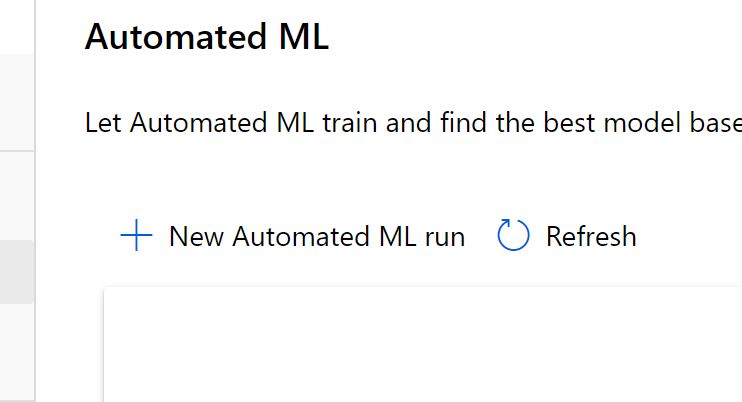 Automated ML
Let Automated ML train and find the best model base
New Automated ML run Refresh